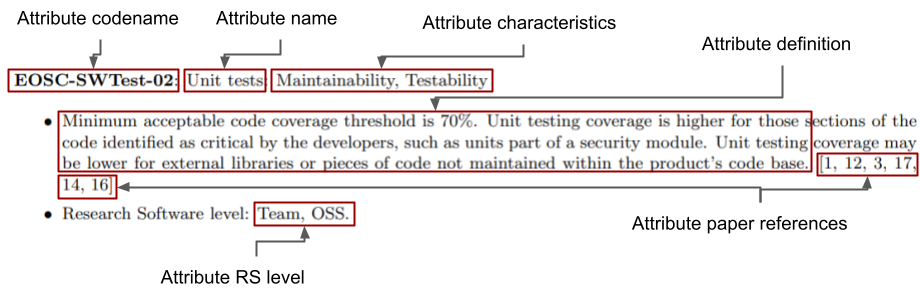 Attribute codename
Attribute name
Attribute characteristics
Attribute definition
EOSC-SWTest-02: Unit tests: Maintainability, Testability
• Minimum acceptable code coverage threshold is 70%. Unit testing coverage is higher for those sections of the
code identified as critical by the developers, such as units part of a security module. Unit testing coverage may
be lower for external libraries or pieces of code not maintained within the product's code base. [1, 12, 3, 17,
14, 16]
• Research Software level: Team, OSS.
Attribute paper references
Attribute RS level